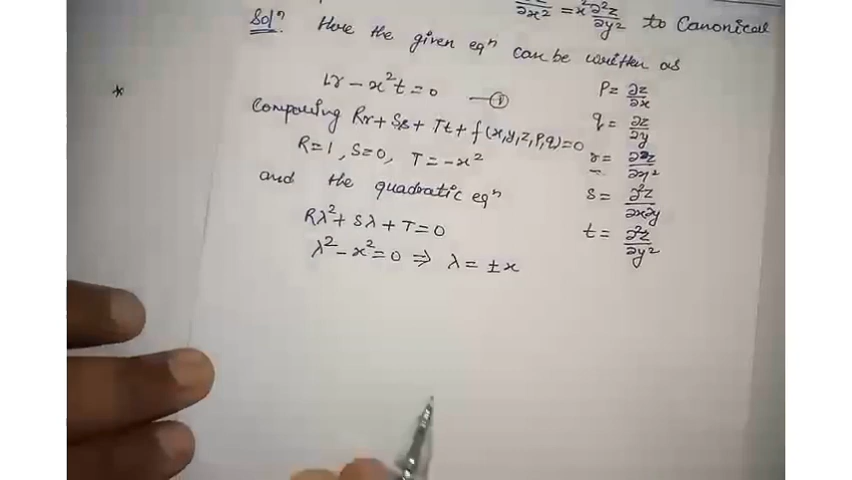 ∂x² = x² ∂²z/∂y² to Canonical
Solⁿ. Here the given eqⁿ can be written as
1r - x²t = 0 —①
P = ∂z/∂x
Comparing Rr + Ss + Tt + f(x,y,z,p,q) = 0
q = ∂z/∂y
R = 1, S = 0, T = -x²
r = ∂²z/∂x²
and the quadratic eqⁿ
s = ∂²z/∂x∂y
Rλ² + Sλ + T = 0
t = ∂²z/∂y²
λ² - x² = 0 ⇒ λ = ± x
*